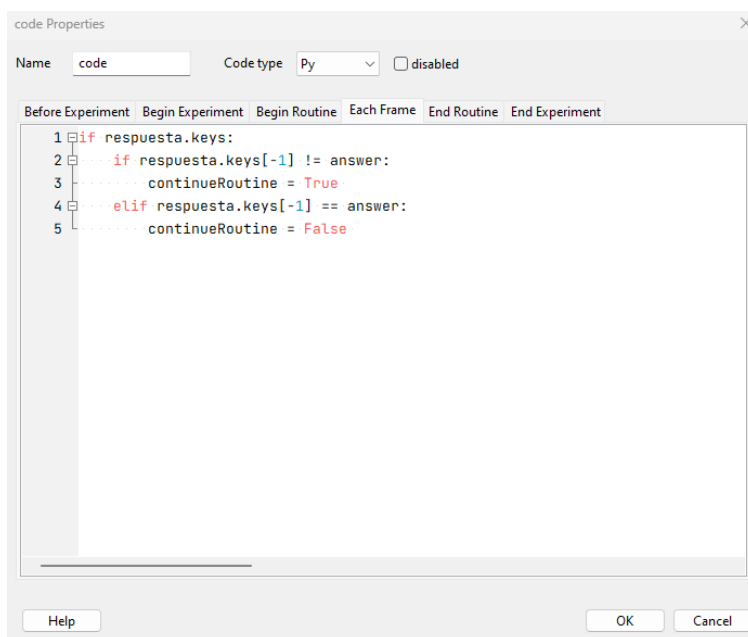 code Properties
Name code Code type Py disabled
Before Experiment Begin Experiment Begin Routine Each Frame End Routine End Experiment
1 if respuesta.keys:
2 if respuesta.keys[-1] != answer:
3 continueRoutine = True
4 elif respuesta.keys[-1] == answer:
5 continueRoutine = False
Help OK Cancel